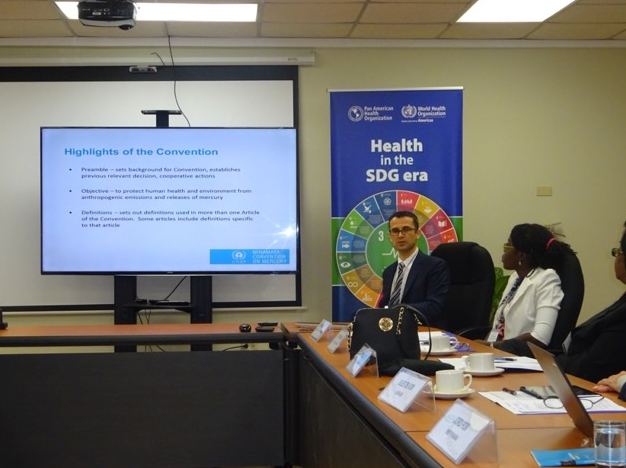 Highlights of the Convention
• Preamble – sets background for Convention, establishes
previous relevant decision, cooperative actions
• Objective – to protect human health and environment from
anthropogenic emissions and releases of mercury
• Definitions – sets out definitions used in more than one Article
of the Convention. Some articles include definitions specific
to that article
MINAMATA
CONVENTION
ON MERCURY
Pan American
Health
Organization
World Health
Organization
Americas
Health
in the
SDG era
3